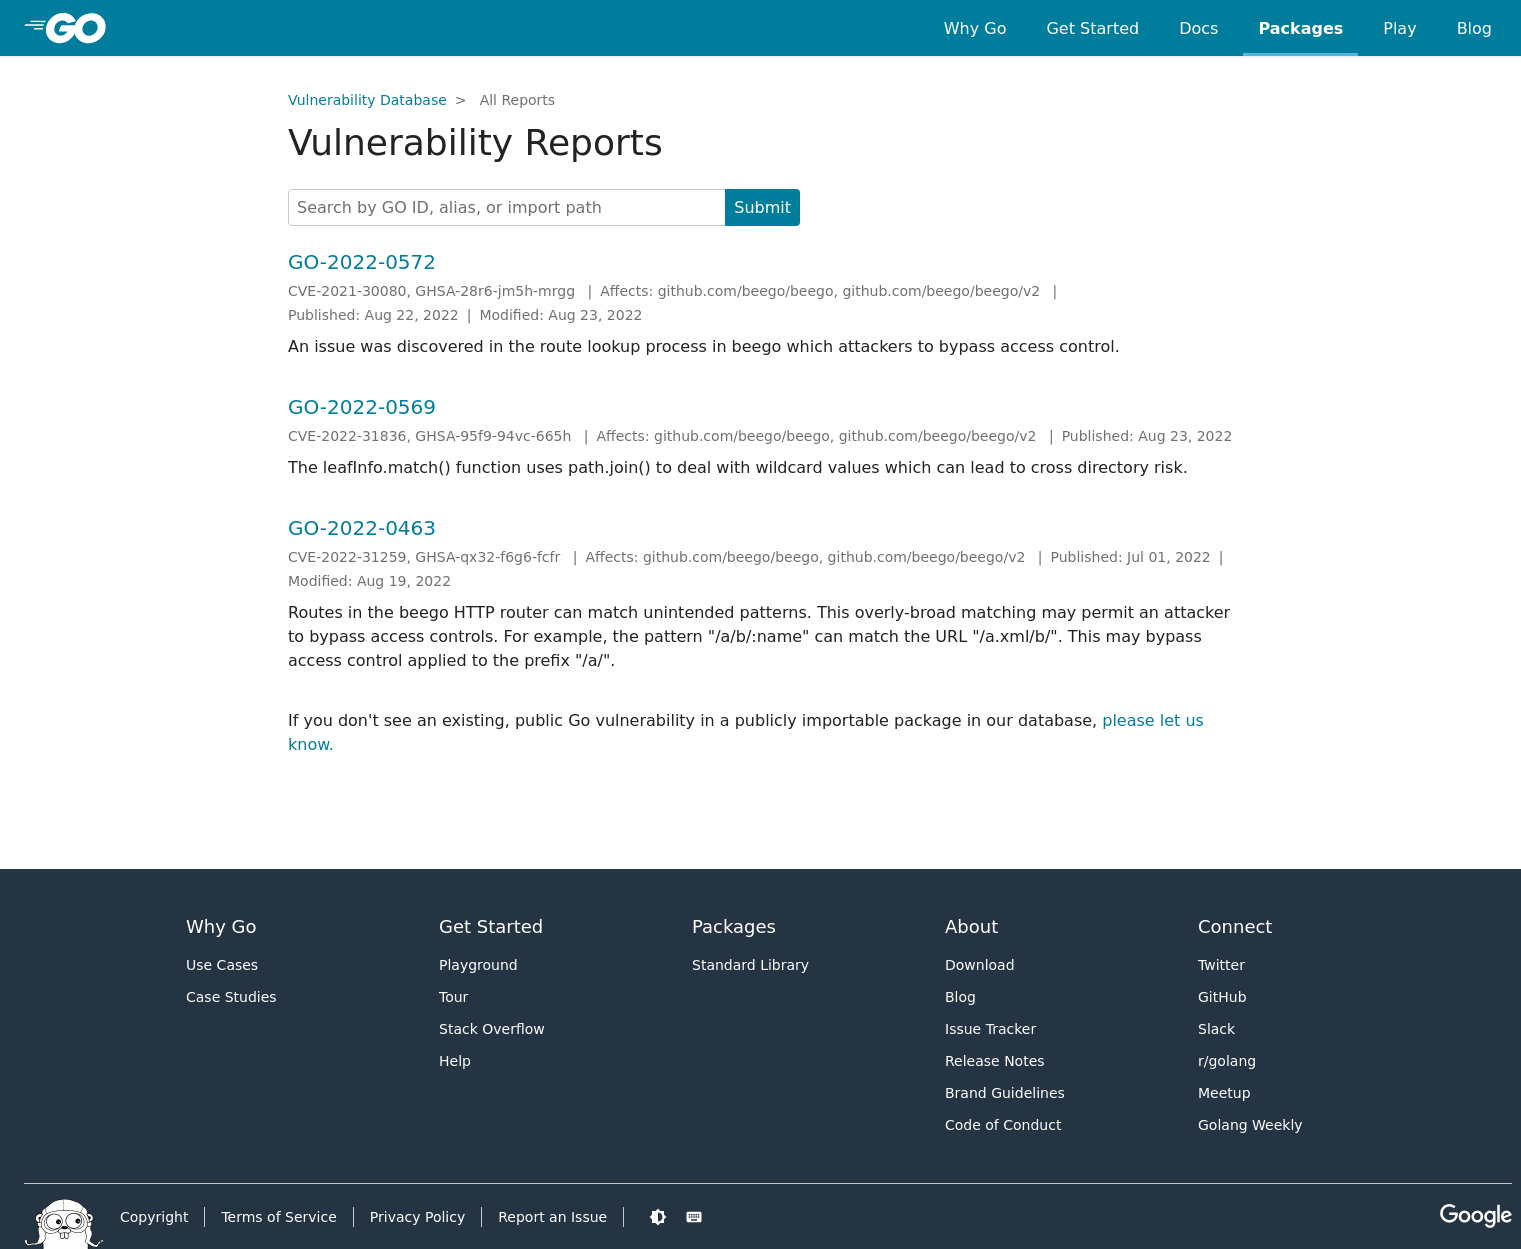 GO
Why Go
Get Started
Docs
Packages
Play
Blog
Vulnerability Database > All Reports
Vulnerability Reports
Search by GO ID, alias, or import path
Submit
GO-2022-0572
CVE-2021-30080, GHSA-28r6-jm5h-mrgg | Affects: github.com/beego/beego, github.com/beego/beego/v2 |
Published: Aug 22, 2022 | Modified: Aug 23, 2022
An issue was discovered in the route lookup process in beego which attackers to bypass access control.
GO-2022-0569
CVE-2022-31836, GHSA-95f9-94vc-665h | Affects: github.com/beego/beego, github.com/beego/beego/v2 | Published: Aug 23, 2022
The leafInfo.match() function uses path.join() to deal with wildcard values which can lead to cross directory risk.
GO-2022-0463
CVE-2022-31259, GHSA-qx32-f6g6-fcfr | Affects: github.com/beego/beego, github.com/beego/beego/v2 | Published: Jul 01, 2022 |
Modified: Aug 19, 2022
Routes in the beego HTTP router can match unintended patterns. This overly-broad matching may permit an attacker
to bypass access controls. For example, the pattern "/a/b/:name" can match the URL "/a.xml/b/". This may bypass
access control applied to the prefix "/a/".
If you don't see an existing, public Go vulnerability in a publicly importable package in our database, please let us
know.
Why Go
Use Cases
Case Studies
Get Started
Playground
Tour
Stack Overflow
Help
Packages
Standard Library
About
Download
Blog
Issue Tracker
Release Notes
Brand Guidelines
Code of Conduct
Connect
Twitter
GitHub
Slack
r/golang
Meetup
Golang Weekly
Copyright
Terms of Service
Privacy Policy
Report an Issue
Google